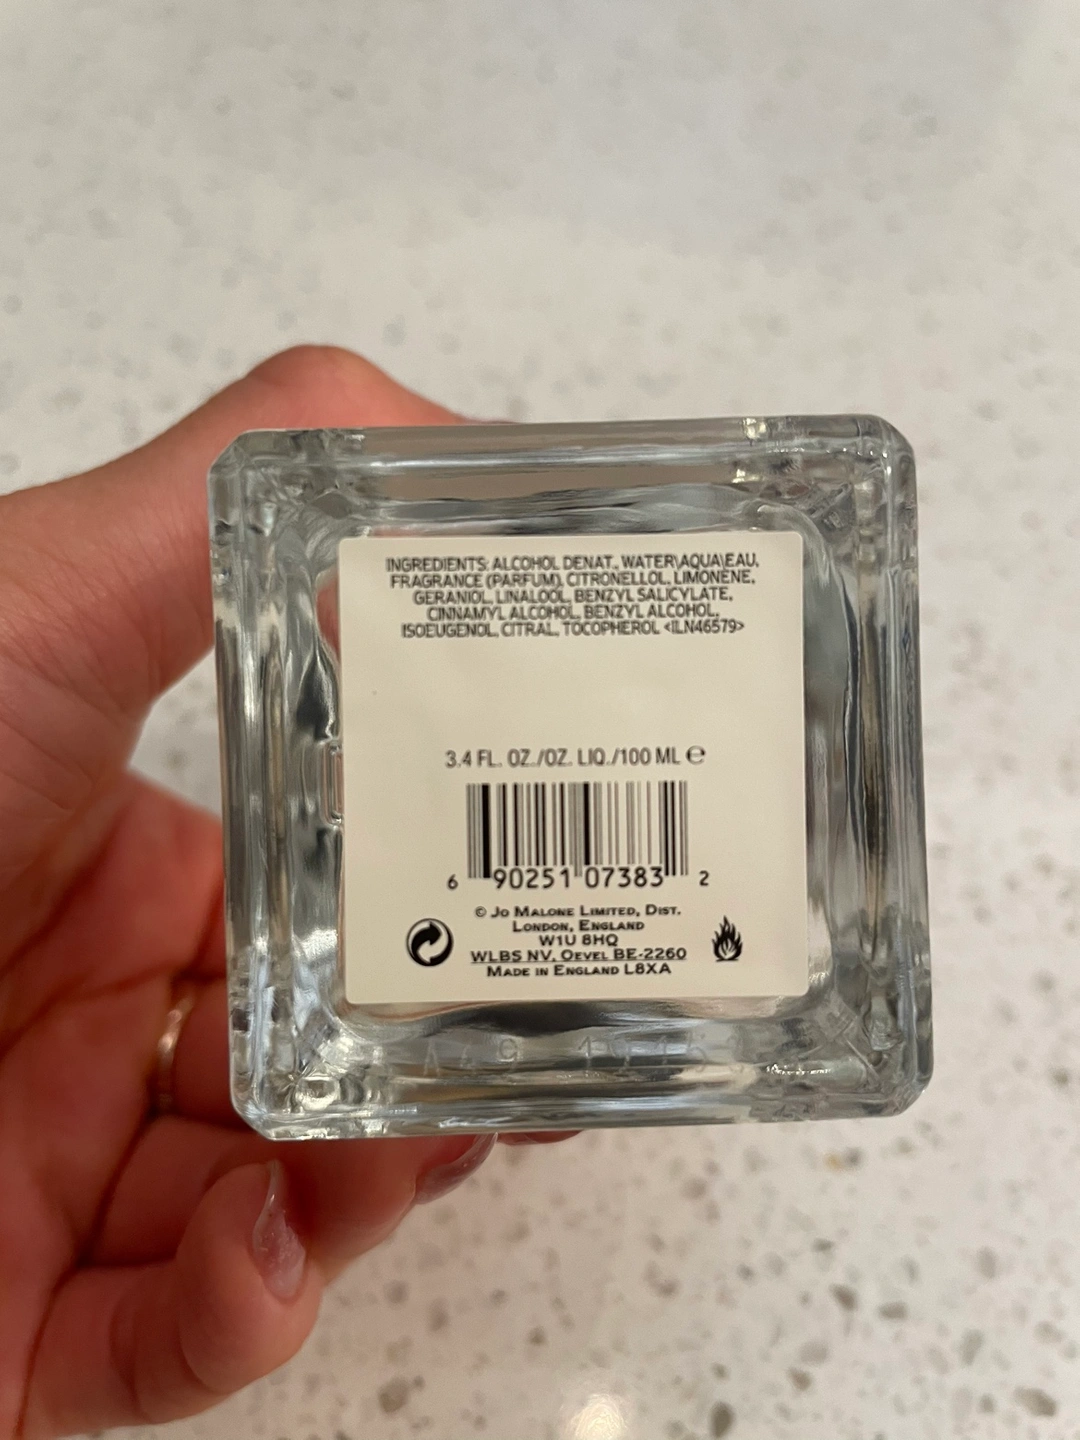 INGREDIENTS: ALCOHOL DENAT., WATER\AQUA\EAU,
FRAGRANCE (PARFUM), CITRONELLOL, LIMONENE,
GERANIOL, LINALOOL, BENZYL SALICYLATE,
CINNAMYL ALCOHOL, BENZYL ALCOHOL,
ISOEUGENOL, CITRAL, TOCOPHEROL <ILN46579>
3.4 FL. OZ./OZ. LIQ./100 ML ℮
6 90251 07383 2
© Jo Malone Limited, Dist.
London, England
W1U 8HQ
WLBS NV, Oevel BE-2260
Made in England L8XA